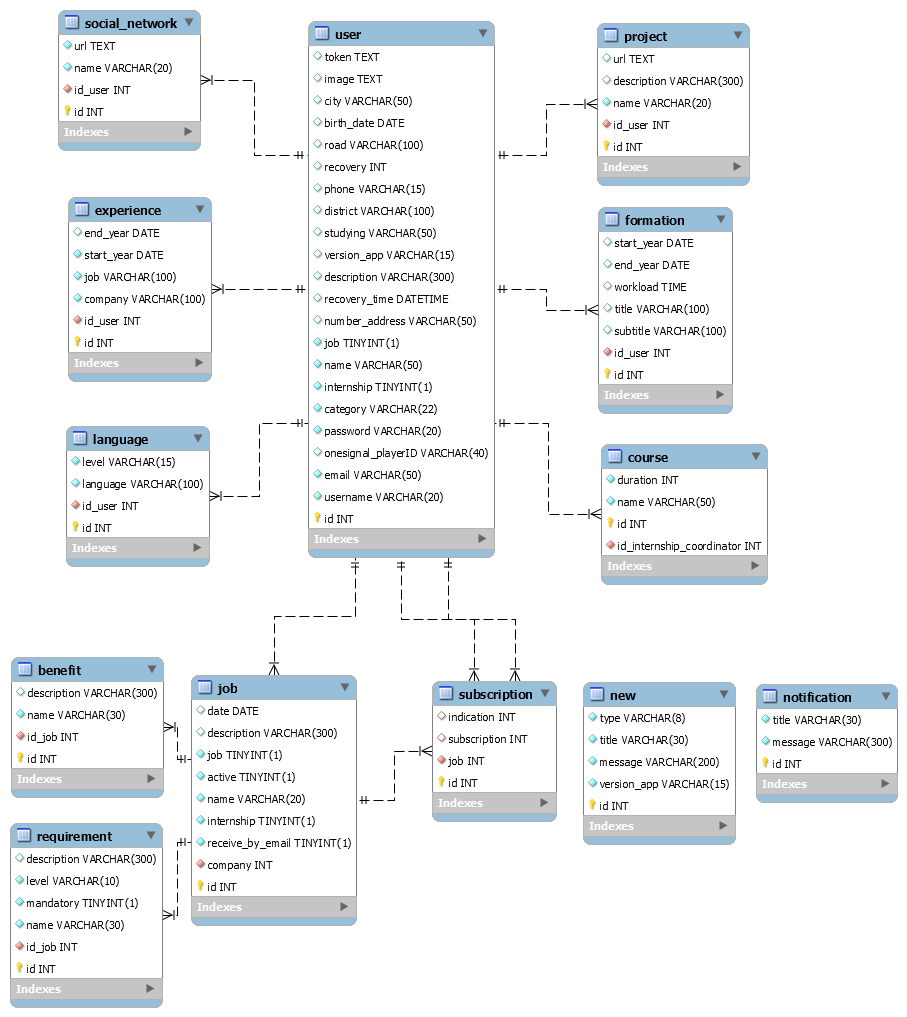 social_network
url TEXT
name VARCHAR(20)
id_user INT
id INT
Indexes
user
token TEXT
image TEXT
city VARCHAR(50)
birth_date DATE
road VARCHAR(100)
recovery INT
phone VARCHAR(15)
district VARCHAR(100)
studying VARCHAR(50)
version_app VARCHAR(15)
description VARCHAR(300)
recovery_time DATETIME
number_address VARCHAR(50)
job TINYINT(1)
name VARCHAR(50)
internship TINYINT(1)
category VARCHAR(22)
password VARCHAR(20)
onesignal_playerID VARCHAR(40)
email VARCHAR(50)
username VARCHAR(20)
id INT
Indexes
project
url TEXT
description VARCHAR(300)
name VARCHAR(20)
id_user INT
id INT
Indexes
experience
end_year DATE
start_year DATE
job VARCHAR(100)
company VARCHAR(100)
id_user INT
id INT
Indexes
formation
start_year DATE
end_year DATE
workload TIME
title VARCHAR(100)
subtitle VARCHAR(100)
id_user INT
id INT
Indexes
language
level VARCHAR(15)
language VARCHAR(100)
id_user INT
id INT
Indexes
course
duration INT
name VARCHAR(50)
id INT
id_internship_coordinator INT
Indexes
benefit
description VARCHAR(300)
name VARCHAR(30)
id_job INT
id INT
Indexes
job
date DATE
description VARCHAR(300)
job TINYINT(1)
active TINYINT(1)
name VARCHAR(20)
internship TINYINT(1)
receive_by_email TINYINT(1)
company INT
id INT
Indexes
subscription
indication INT
subscription INT
job INT
id INT
Indexes
new
type VARCHAR(8)
title VARCHAR(30)
message VARCHAR(200)
version_app VARCHAR(15)
id INT
Indexes
notification
title VARCHAR(30)
message VARCHAR(300)
id INT
Indexes
requirement
description VARCHAR(300)
level VARCHAR(10)
mandatory TINYINT(1)
name VARCHAR(30)
id_job INT
id INT
Indexes